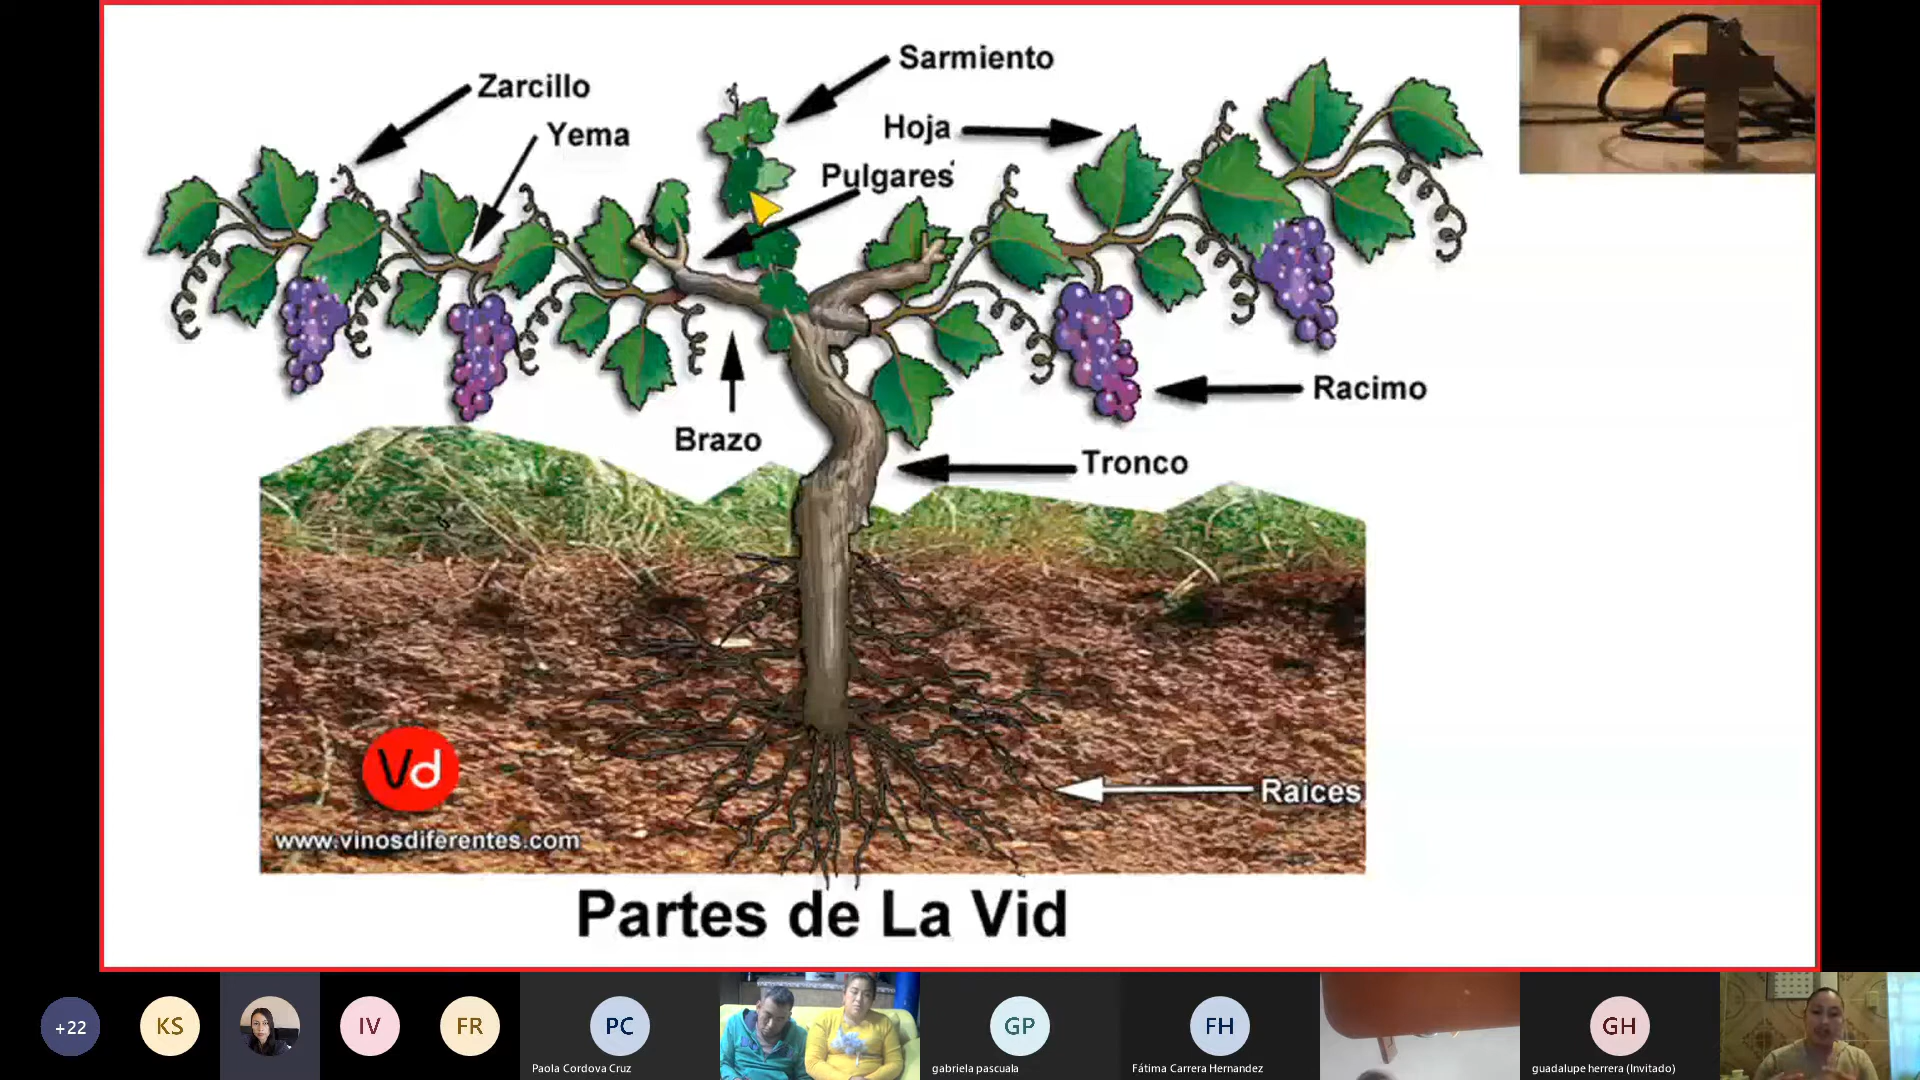 Sarmiento
Zarcillo
Hoja
Yema
Pulgares
Racimo
Brazo
Tronco
Raices
Vd
www.vinosdiferentes.com
Partes de La Vid
+22
KS
IV
FR
PC
GP
FH
GH
Paola Cordova Cruz
gabriela pascuala
Fátima Carrera Hernandez
guadalupe herrera (Invitado)